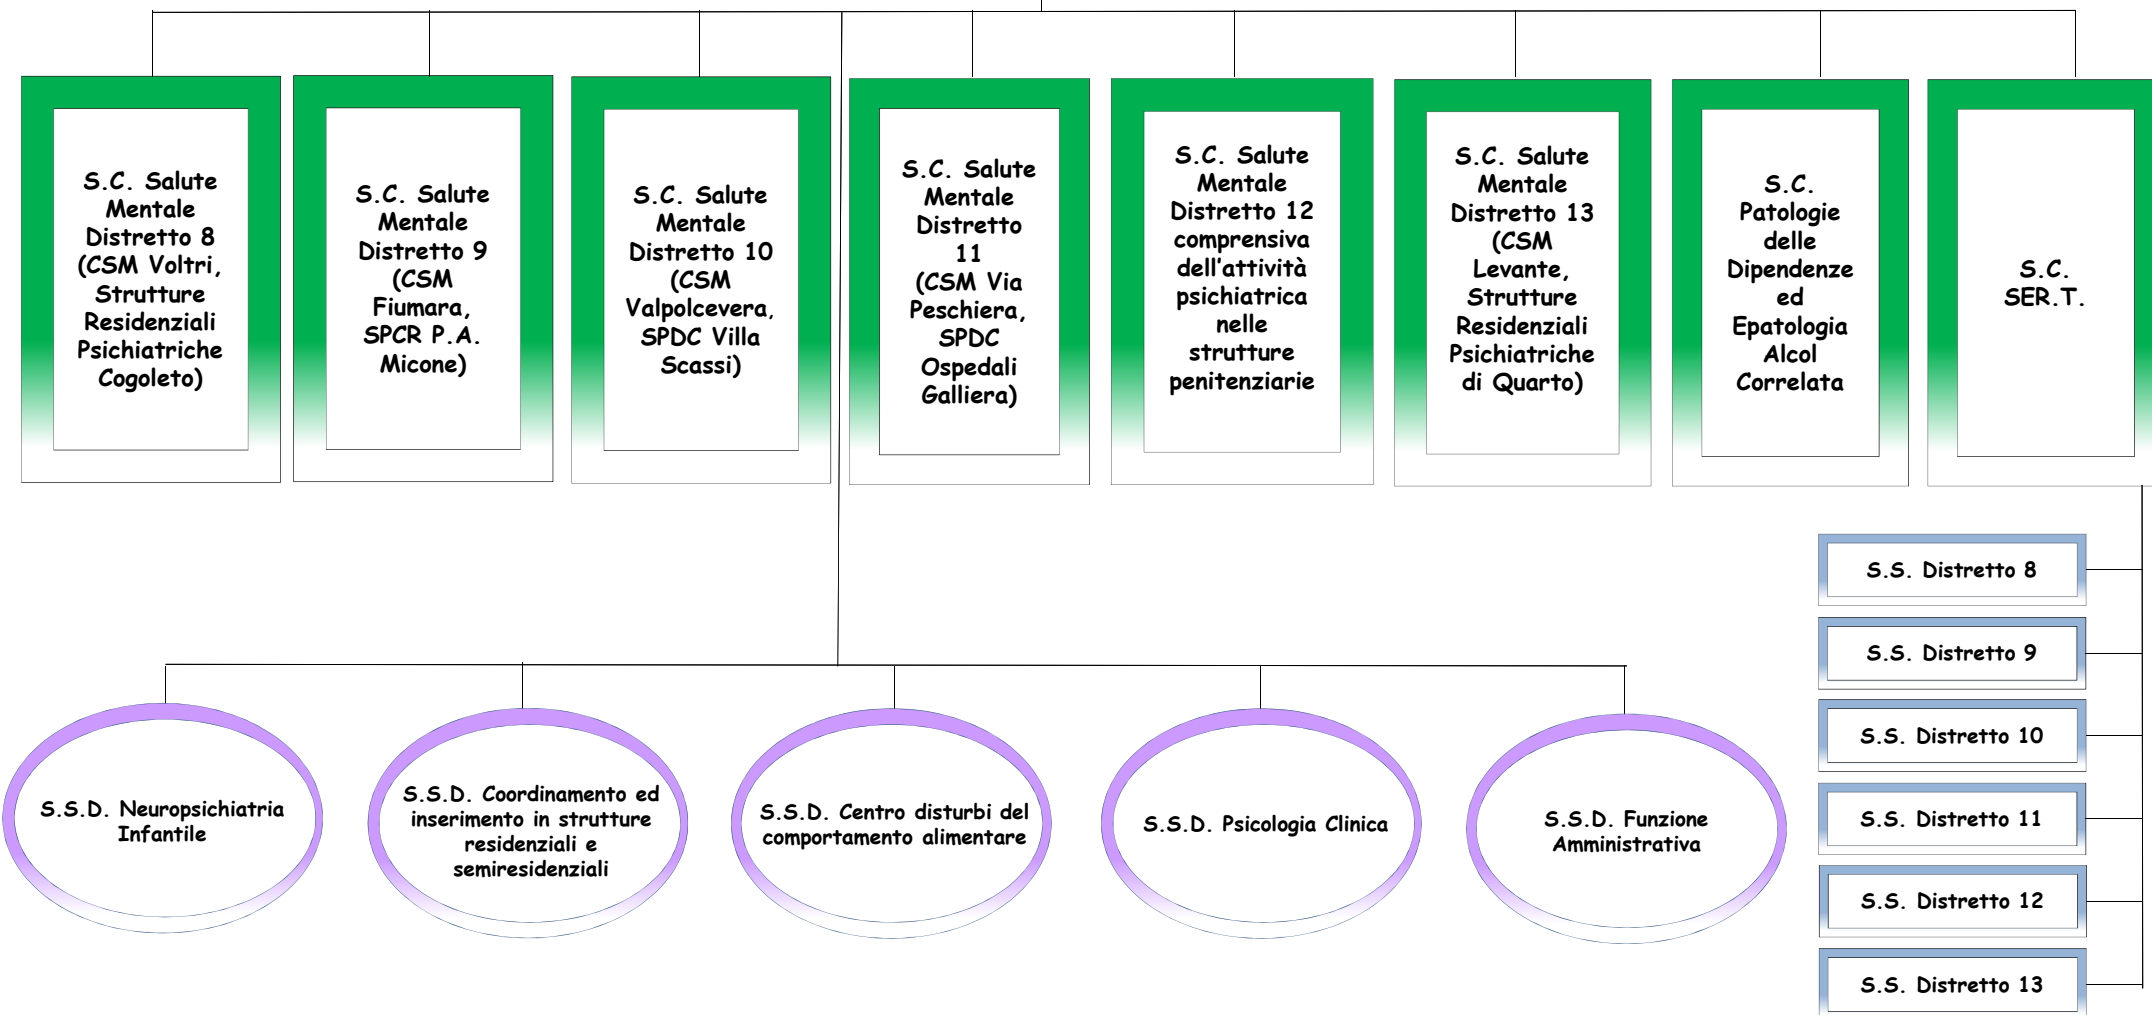 S.C. Salute
Mentale
Distretto 8
(CSM Voltri,
Strutture
Residenziali
Psichiatriche
Cogoleto)
S.C. Salute
Mentale
Distretto 9
(CSM
Fiumara,
SPCR P.A.
Micone)
S.C. Salute
Mentale
Distretto 10
(CSM
Valpolcevera,
SPDC Villa
Scassi)
S.C. Salute
Mentale
Distretto
11
(CSM Via
Peschiera,
SPDC
Ospedali
Galliera)
S.C. Salute
Mentale
Distretto 12
comprensiva
dell'attività
psichiatrica
nelle
strutture
penitenziarie
S.C. Salute
Mentale
Distretto 13
(CSM
Levante,
Strutture
Residenziali
Psichiatriche
di Quarto)
S.C.
Patologie
delle
Dipendenze
ed
Epatologia
Alcol
Correlata
S.C.
SER.T.
S.S. Distretto 8
S.S. Distretto 9
S.S. Distretto 10
S.S. Distretto 11
S.S. Distretto 12
S.S. Distretto 13
S.S.D. Neuropsichiatria
Infantile
S.S.D. Coordinamento ed
inserimento in strutture
residenziali e
semiresidenziali
S.S.D. Centro disturbi del
comportamento alimentare
S.S.D. Psicologia Clinica
S.S.D. Funzione
Amministrativa